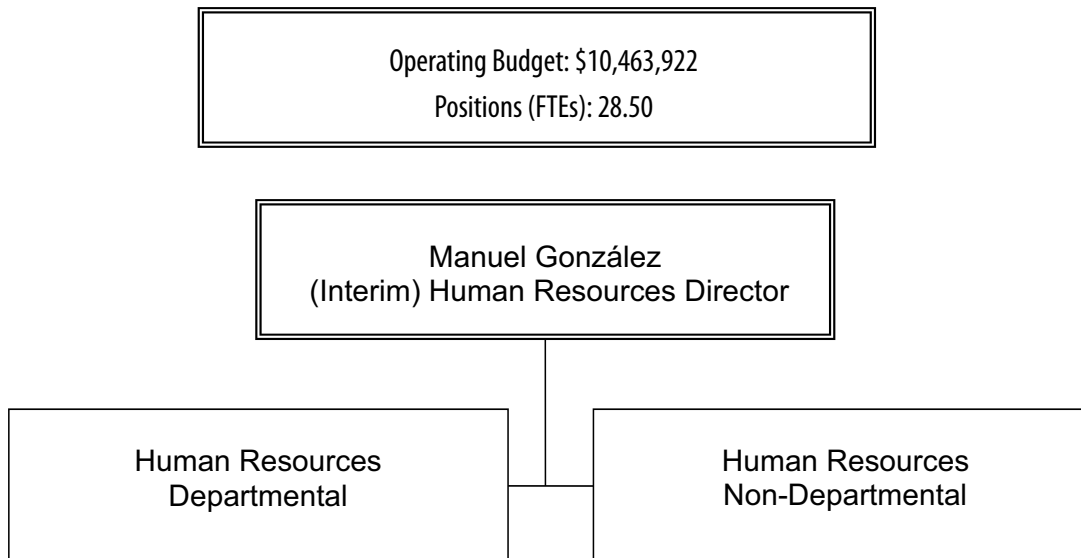 Operating Budget: $10,463,922
Positions (FTEs): 28.50
Manuel González
(Interim) Human Resources Director
Human Resources
Departmental
Human Resources
Non-Departmental